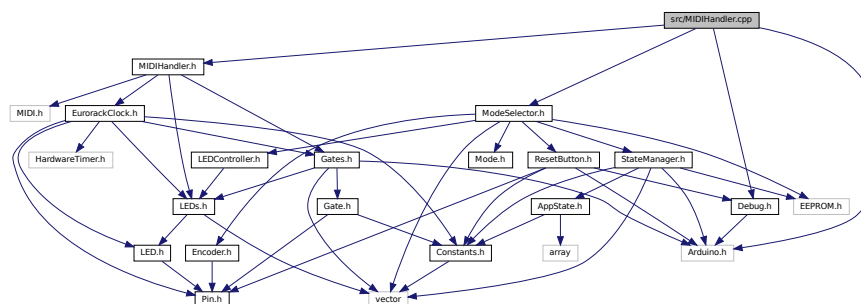 src/MIDIHandler.cpp
MIDIHandler.h
MIDI.h
EurorackClock.h
ModeSelector.h
HardwareTimer.h
LEDController.h
Gates.h
Mode.h
ResetButton.h
StateManager.h
LEDs.h
Gate.h
AppState.h
Debug.h
EEPROM.h
LED.h
Encoder.h
Constants.h
array
Arduino.h
Pin.h
vector